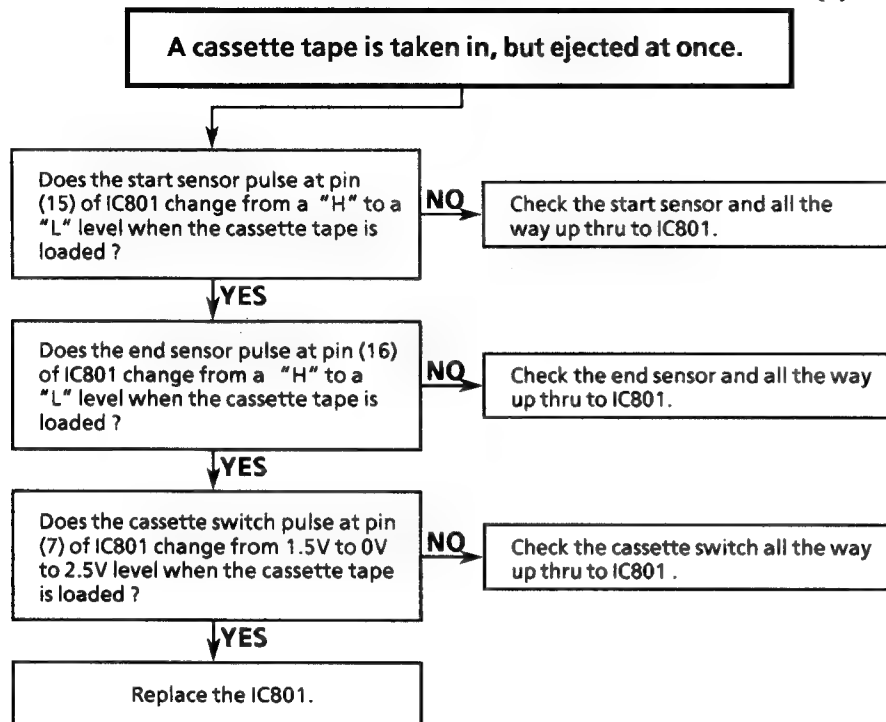 A cassette tape is taken in, but ejected at once.
Does the start sensor pulse at pin
(15) of IC801 change from a "H" to a
"L" level when the cassette tape is
loaded ?
NO
Check the start sensor and all the
way up thru to IC801.
YES
Does the end sensor pulse at pin (16)
of IC801 change from a "H" to a
"L" level when the cassette tape is
loaded ?
NO
Check the end sensor and all the way
up thru to IC801.
YES
Does the cassette switch pulse at pin
(7) of IC801 change from 1.5V to 0V
to 2.5V level when the cassette tape
is loaded ?
NO
Check the cassette switch all the way
up thru to IC801 .
YES
Replace the IC801.